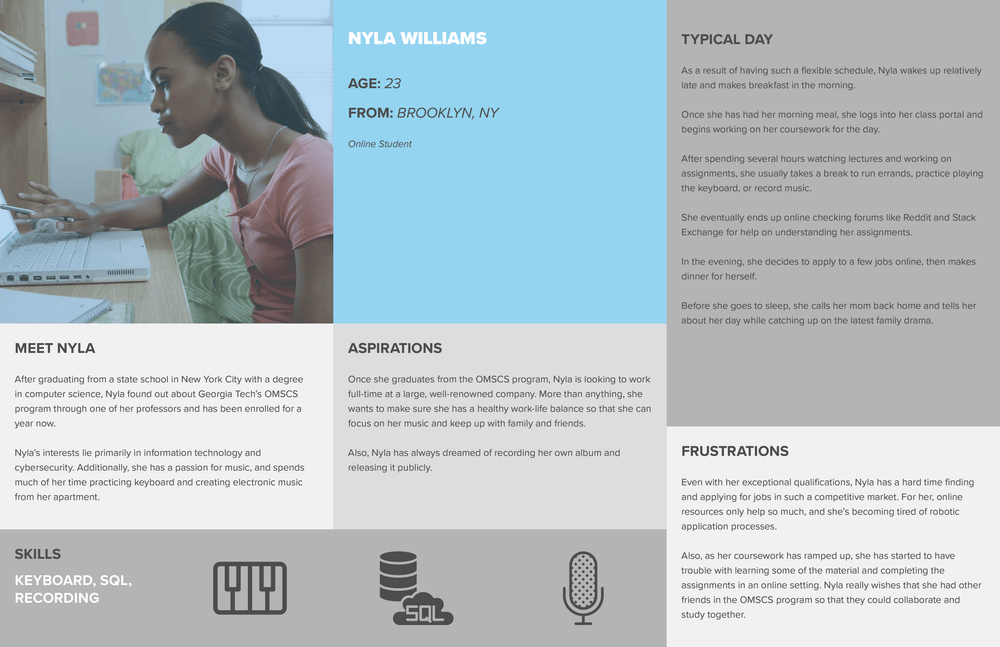 NYLA WILLIAMS
AGE: 23
FROM: BROOKLYN, NY
Online Student
MEET NYLA
After graduating from a state school in New York City with a degree
in computer science, Nyla found out about Georgia Tech's OMSCS
program through one of her professors and has been enrolled for a
year now.
Nyla's interests lie primarily in information technology and
cybersecurity. Additionally, she has a passion for music, and spends
much of her time practicing keyboard and creating electronic music
from her apartment.
ASPIRATIONS
Once she graduates from the OMSCS program, Nyla is looking to work
full-time at a large, well-renowned company. More than anything, she
wants to make sure she has a healthy work-life balance so that she can
focus on her music and keep up with family and friends.
Also, Nyla has always dreamed of recording her own album and
releasing it publicly.
SKILLS
KEYBOARD, SQL,
RECORDING
SQL
TYPICAL DAY
As a result of having such a flexible schedule, Nyla wakes up relatively
late and makes breakfast in the morning.
Once she has had her morning meal, she logs into her class portal and
begins working on her coursework for the day.
After spending several hours watching lectures and working on
assignments, she usually takes a break to run errands, practice playing
the keyboard, or record music.
She eventually ends up online checking forums like Reddit and Stack
Exchange for help on understanding her assignments.
In the evening, she decides to apply to a few jobs online, then makes
dinner for herself.
Before she goes to sleep, she calls her mom back home and tells her
about her day while catching up on the latest family drama.
FRUSTRATIONS
Even with her exceptional qualifications, Nyla has a hard time finding
and applying for jobs in such a competitive market. For her, online
resources only help so much, and she's becoming tired of robotic
application processes.
Also, as her coursework has ramped up, she has started to have
trouble with learning some of the material and completing the
assignments in an online setting. Nyla really wishes that she had other
friends in the OMSCS program so that they could collaborate and
study together.